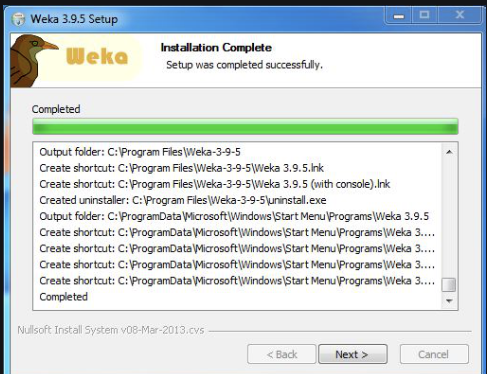 Weka 3.9.5 Setup
Weka
Installation Complete
Setup was completed successfully.
Completed
Output folder: C:\Program Files\Weka-3-9-5
Create shortcut: C:\Program Files\Weka-3-9-5\Weka 3.9.5.lnk
Create shortcut: C:\Program Files\Weka-3-9-5\Weka 3.9.5 (with console).lnk
Created uninstaller: C:\Program Files\Weka-3-9-5\uninstall.exe
Output folder: C:\ProgramData\Microsoft\Windows\Start Menu\Programs\Weka 3.9.5
Create shortcut: C:\ProgramData\Microsoft\Windows\Start Menu\Programs\Weka 3....
Create shortcut: C:\ProgramData\Microsoft\Windows\Start Menu\Programs\Weka 3....
Create shortcut: C:\ProgramData\Microsoft\Windows\Start Menu\Programs\Weka 3....
Create shortcut: C:\ProgramData\Microsoft\Windows\Start Menu\Programs\Weka 3....
Completed
Nullsoft Install System v08-Mar-2013.cvs
< Back Next > Cancel